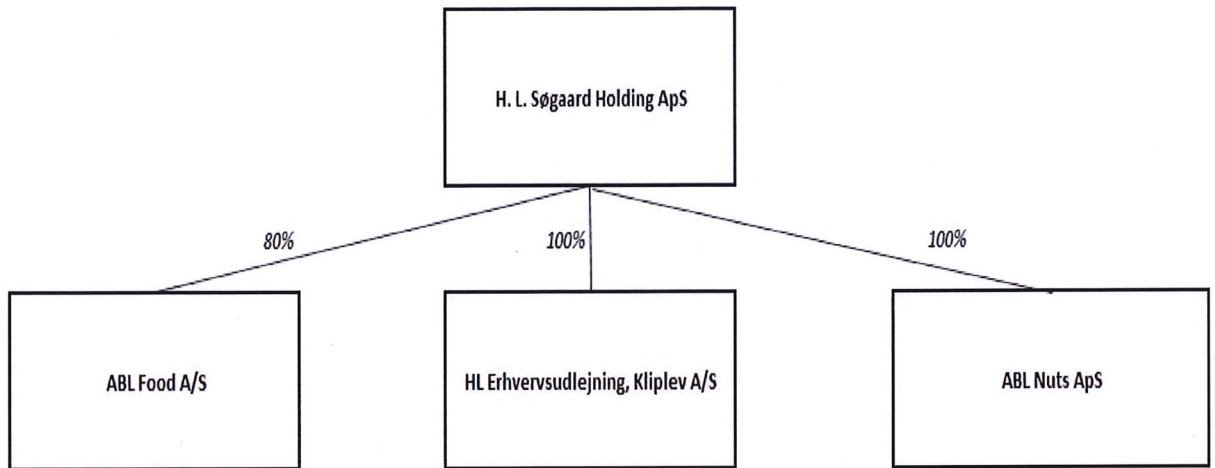 H. L. Søgaard Holding ApS
80%
100%
100%
ABL Food A/S
HL Erhvervsudlejning, Kliplev A/S
ABL Nuts ApS